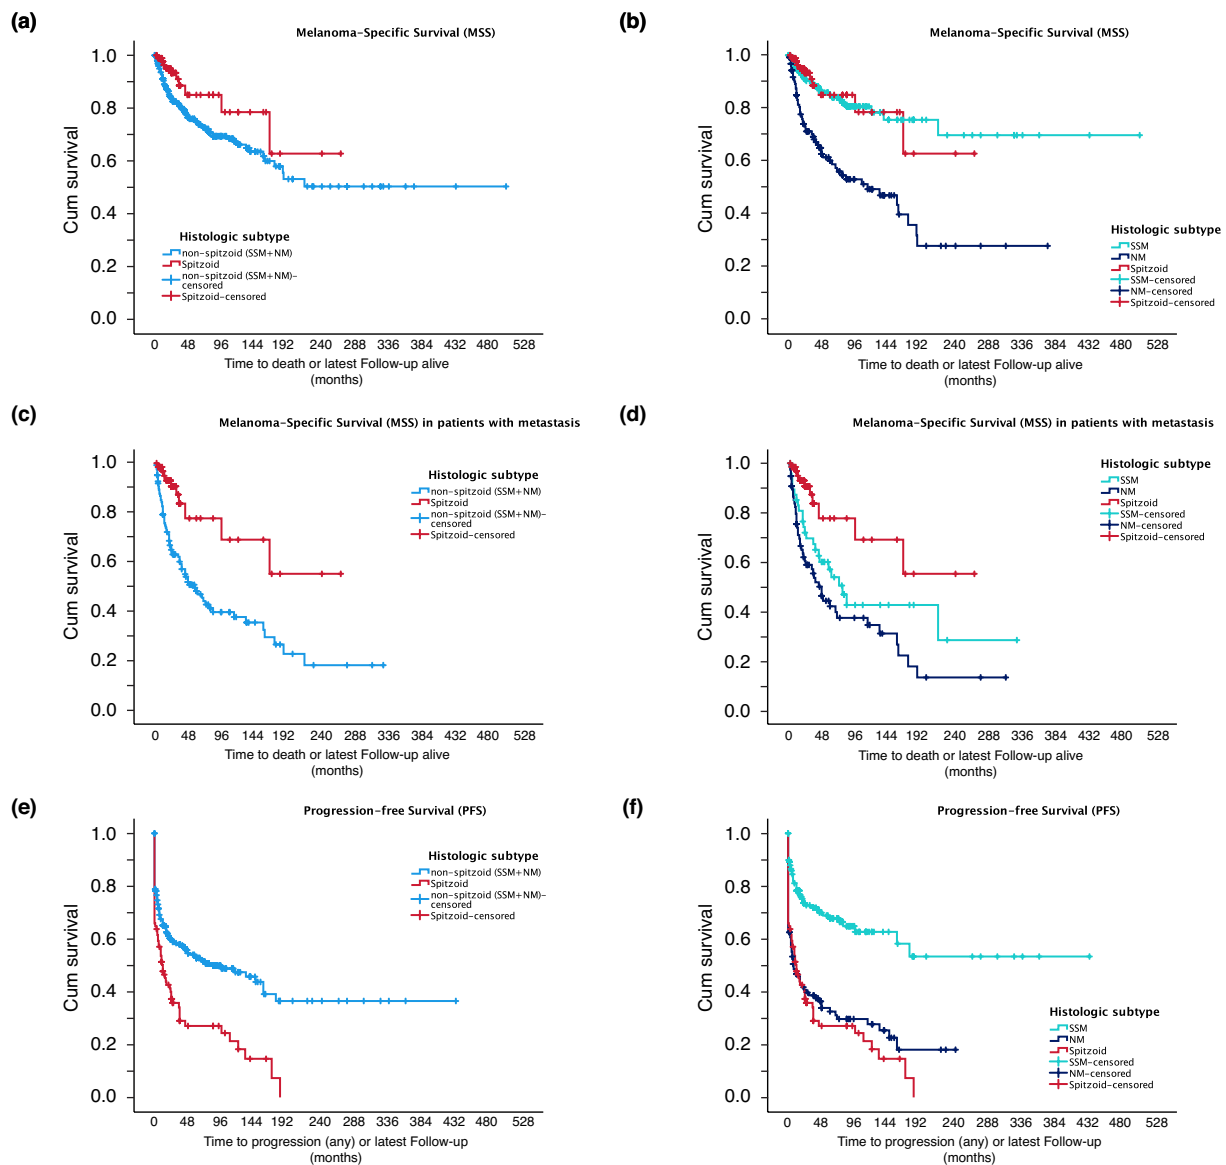 (a)
Melanoma-Specific Survival (MSS)
1.0
0.8
0.6
0.4
0.2
0.0
Cum survival
Histologic subtype
non-spitzoid (SSM+NM)
Spitzoid
non-spitzoid (SSM+NM)-
censored
Spitzoid-censored
0 48 96 144 192 240 288 336 384 432 480 528
Time to death or latest Follow-up alive
(months)
(b)
Melanoma-Specific Survival (MSS)
1.0
0.8
0.6
0.4
0.2
0.0
Cum survival
Histologic subtype
SSM
NM
Spitzoid
SSM-censored
NM-censored
Spitzoid-censored
0 48 96 144 192 240 288 336 384 432 480 528
Time to death or latest Follow-up alive
(months)
(c)
Melanoma-Specific Survival (MSS) in patients with metastasis
1.0
0.8
0.6
0.4
0.2
0.0
Cum survival
Histologic subtype
non-spitzoid (SSM+NM)
Spitzoid
non-spitzoid (SSM+NM)-
censored
Spitzoid-censored
0 48 96 144 192 240 288 336 384 432 480 528
Time to death or latest Follow-up alive
(months)
(d)
Melanoma-Specific Survival (MSS) in patients with metastasis
1.0
0.8
0.6
0.4
0.2
0.0
Cum survival
Histologic subtype
SSM
NM
Spitzoid
SSM-censored
NM-censored
Spitzoid-censored
0 48 96 144 192 240 288 336 384 432 480 528
Time to death or latest Follow-up alive
(months)
(e)
Progression-free Survival (PFS)
1.0
0.8
0.6
0.4
0.2
0.0
Cum survival
Histologic subtype
non-spitzoid (SSM+NM)
Spitzoid
non-spitzoid (SSM+NM)-
censored
Spitzoid-censored
0 48 96 144 192 240 288 336 384 432 480 528
Time to progression (any) or latest Follow-up
(months)
(f)
Progression-free Survival (PFS)
1.0
0.8
0.6
0.4
0.2
0.0
Cum survival
Histologic subtype
SSM
NM
Spitzoid
SSM-censored
NM-censored
Spitzoid-censored
0 48 96 144 192 240 288 336 384 432 480 528
Time to progression (any) or latest Follow-up
(months)